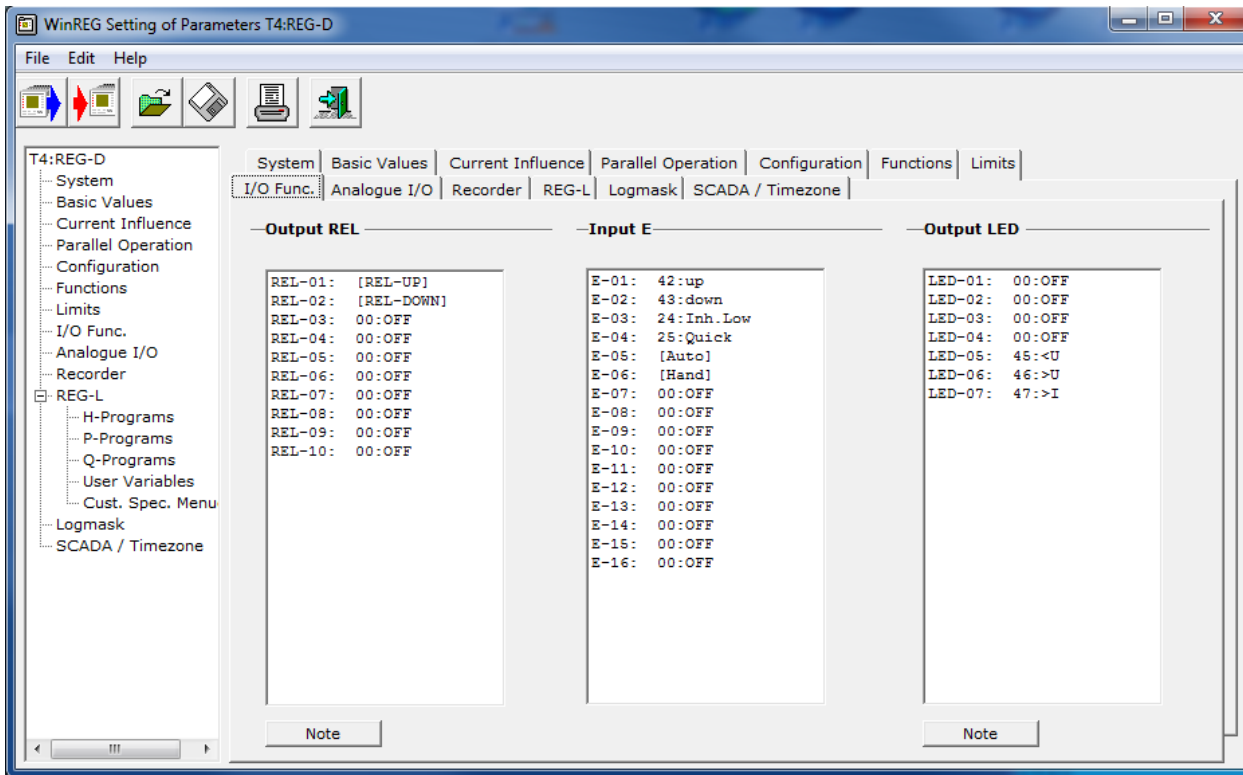 WinREG Setting of Parameters T4:REG-D
File Edit Help
T4:REG-D
System
Basic Values
Current Influence
Parallel Operation
Configuration
Functions
Limits
I/O Func.
Analogue I/O
Recorder
REG-L
H-Programs
P-Programs
Q-Programs
User Variables
Cust. Spec. Menu
Logmask
SCADA / Timezone
System Basic Values Current Influence Parallel Operation Configuration Functions Limits
I/O Func. Analogue I/O Recorder REG-L Logmask SCADA / Timezone
Output REL
REL-01: [REL-UP]
REL-02: [REL-DOWN]
REL-03: 00:OFF
REL-04: 00:OFF
REL-05: 00:OFF
REL-06: 00:OFF
REL-07: 00:OFF
REL-08: 00:OFF
REL-09: 00:OFF
REL-10: 00:OFF
Note
Input E
E-01: 42:up
E-02: 43:down
E-03: 24:Inh.Low
E-04: 25:Quick
E-05: [Auto]
E-06: [Hand]
E-07: 00:OFF
E-08: 00:OFF
E-09: 00:OFF
E-10: 00:OFF
E-11: 00:OFF
E-12: 00:OFF
E-13: 00:OFF
E-14: 00:OFF
E-15: 00:OFF
E-16: 00:OFF
Output LED
LED-01: 00:OFF
LED-02: 00:OFF
LED-03: 00:OFF
LED-04: 00:OFF
LED-05: 45:<U
LED-06: 46:>U
LED-07: 47:>I
Note